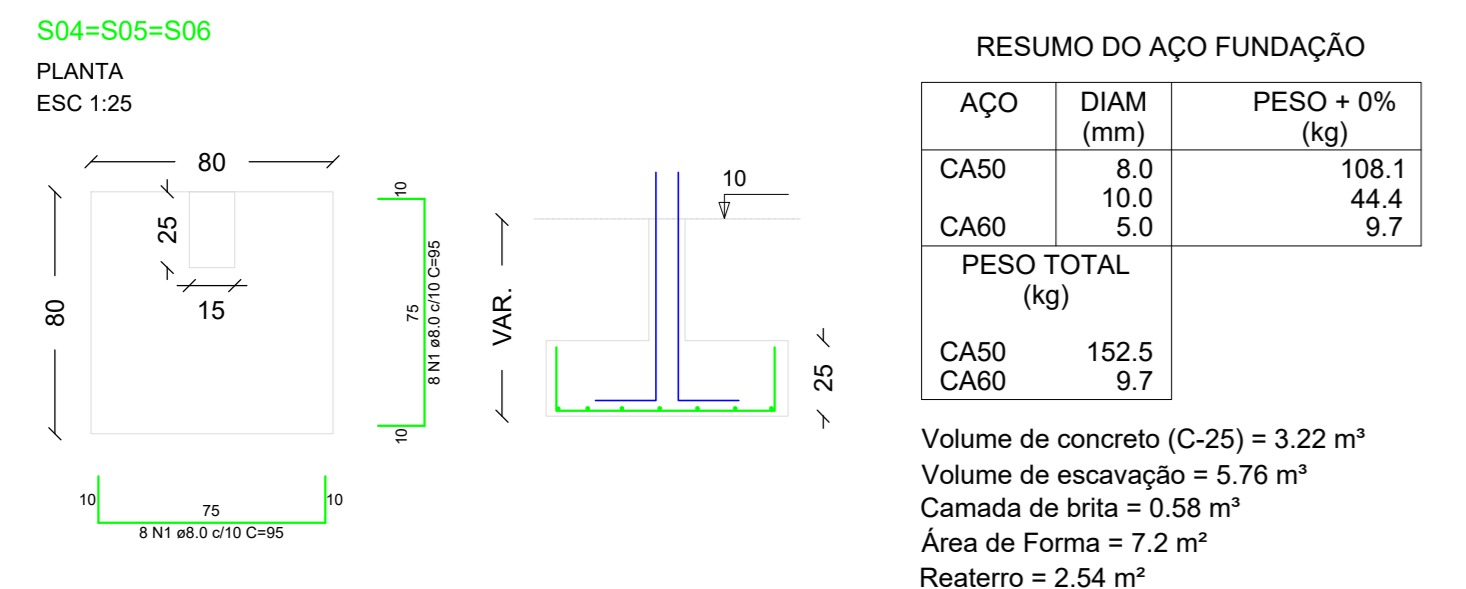 S04=S05=S06
PLANTA
ESC 1:25
80
25
15
80
10
75
8 N1 ø8.0 c/10 C=95
10
10
75
10
8 N1 ø8.0 c/10 C=95
10
VAR.
25
RESUMO DO AÇO FUNDAÇÃO
AÇO DIAM PESO + 0%
(mm) (kg)
CA50 8.0 108.1
10.0 44.4
CA60 5.0 9.7
PESO TOTAL
(kg)
CA50 152.5
CA60 9.7
Volume de concreto (C-25) = 3.22 m³
Volume de escavação = 5.76 m³
Camada de brita = 0.58 m³
Área de Forma = 7.2 m²
Reaterro = 2.54 m²